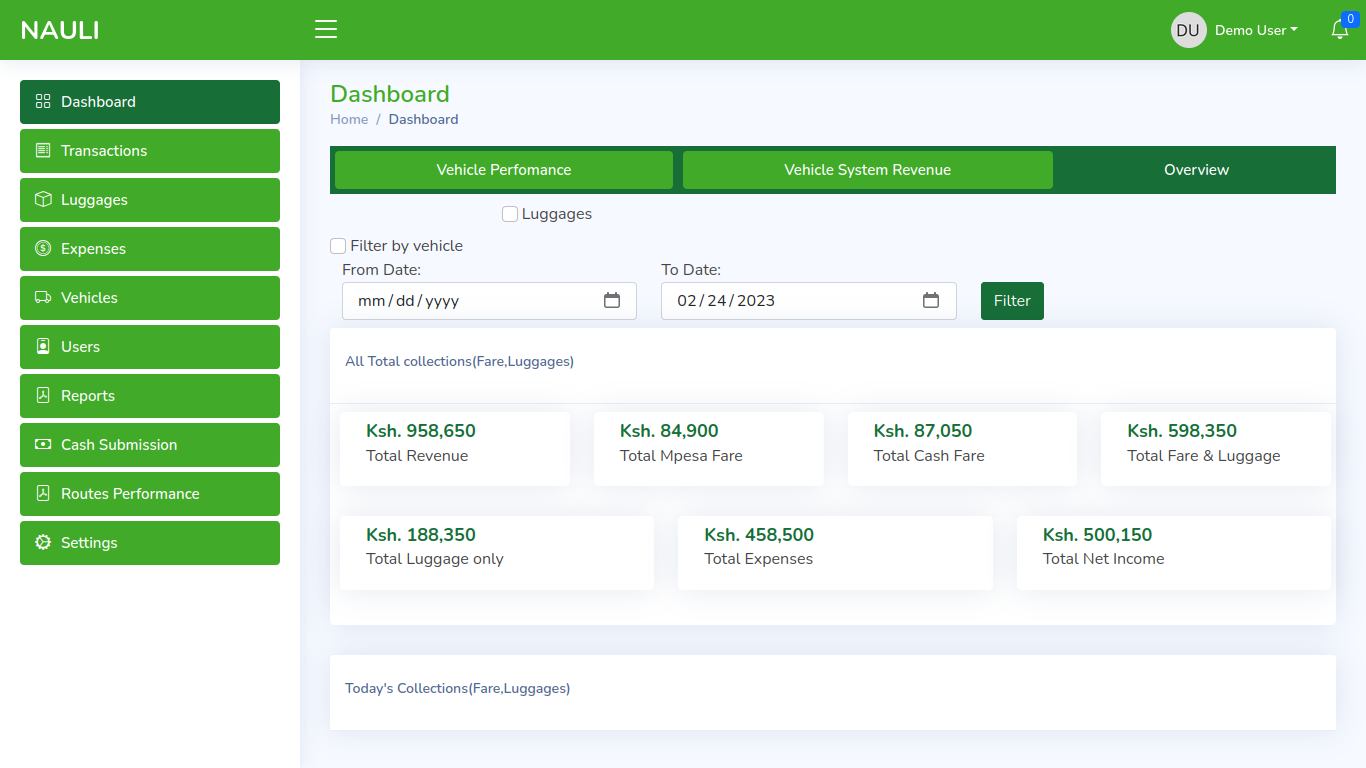 NAULI
DU Demo User 0
Dashboard
Transactions
Luggages
Expenses
Vehicles
Users
Reports
Cash Submission
Routes Performance
Settings
Dashboard
Home / Dashboard
Vehicle Perfomance Vehicle System Revenue Overview
Luggages
Filter by vehicle
From Date: To Date:
mm/dd/yyyy 02/24/2023 Filter
All Total collections(Fare,Luggages)
Ksh. 958,650 Ksh. 84,900 Ksh. 87,050 Ksh. 598,350
Total Revenue Total Mpesa Fare Total Cash Fare Total Fare & Luggage
Ksh. 188,350 Ksh. 458,500 Ksh. 500,150
Total Luggage only Total Expenses Total Net Income
Today's Collections(Fare,Luggages)